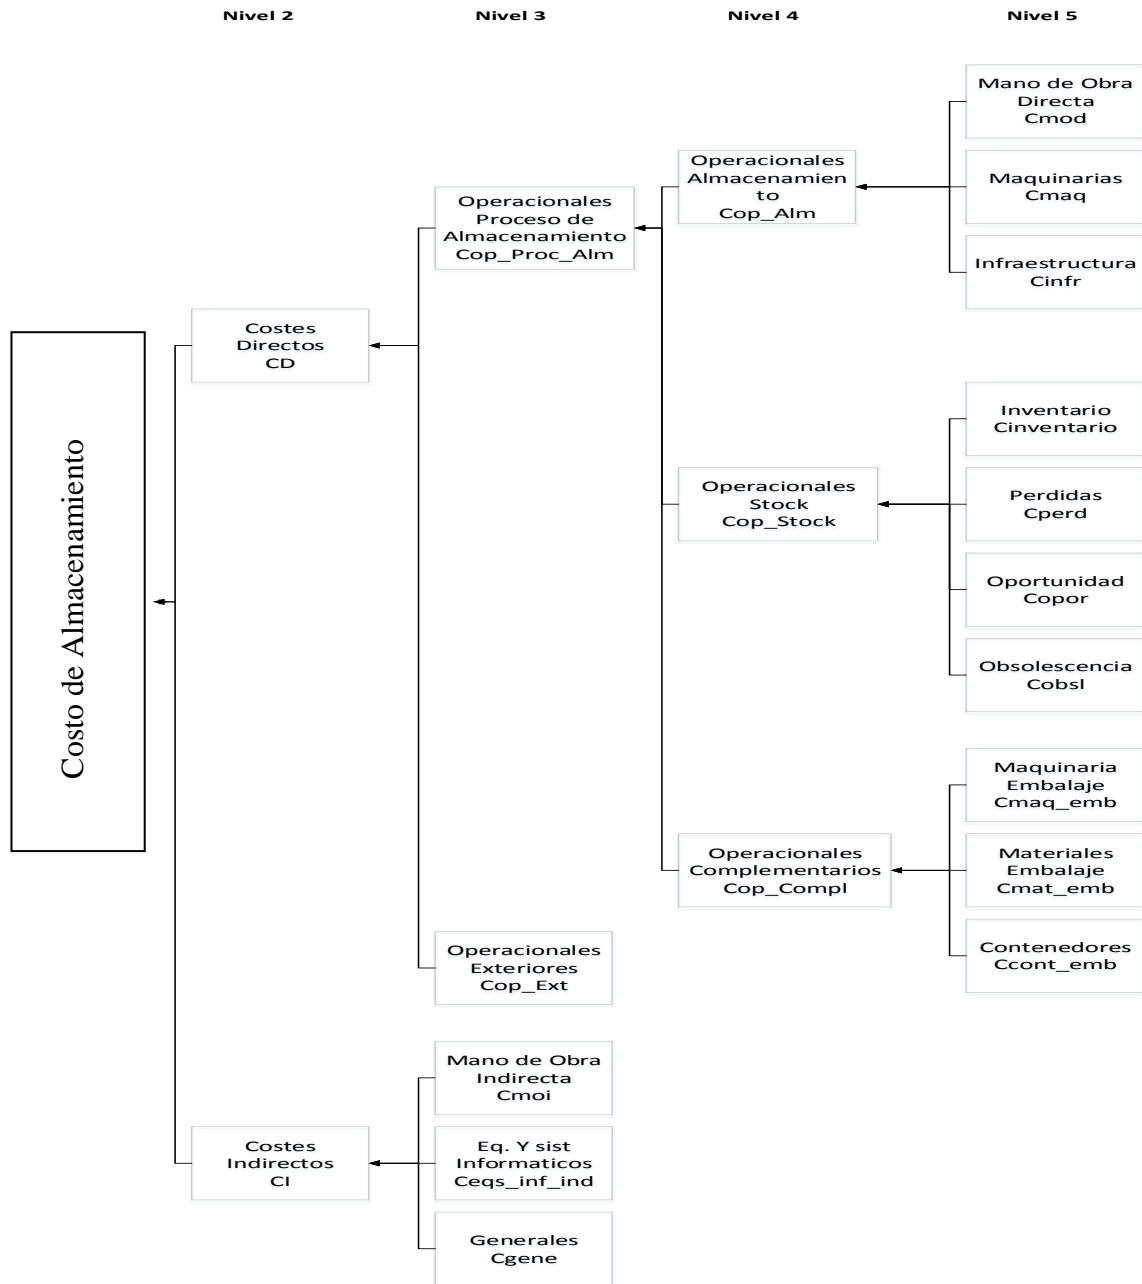 Nivel 2
Nivel 3
Nivel 4
Nivel 5
Costo de Almacenamiento
Costes
Directos
CD
Costes
Indirectos
CI
Operacionales
Proceso de
Almacenamiento
Cop_Proc_Alm
Operacionales
Exteriores
Cop_Ext
Mano de Obra
Indirecta
Cmoi
Eq. Y sist
Informaticos
Ceqs_inf_ind
Generales
Cgene
Operacionales
Almacenamien
to
Cop_Alm
Operacionales
Stock
Cop_Stock
Operacionales
Complementarios
Cop_Compl
Mano de Obra
Directa
Cmod
Maquinarias
Cmaq
Infraestructura
Cinfr
Inventario
Cinventario
Perdidas
Cperd
Oportunidad
Copor
Obsolescencia
Cobsl
Maquinaria
Embalaje
Cmaq_emb
Materiales
Embalaje
Cmat_emb
Contenedores
Ccont_emb